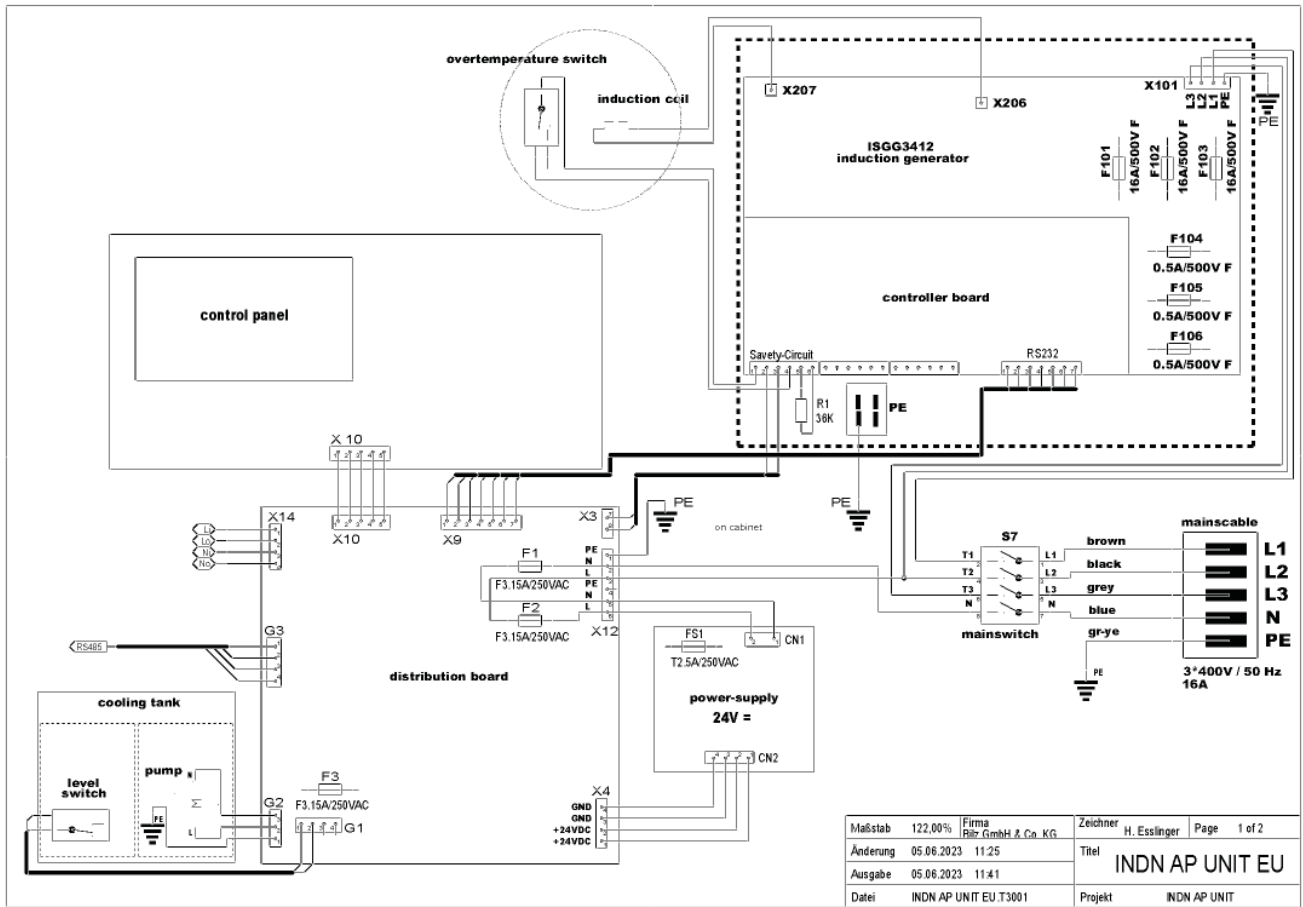 overtemperature switch
induction coil
X207
X206
X101
L3
L2
L1
PE
PE
ISGG3412
induction generator
F101
16A/500V F
F102
16A/500V F
F103
16A/500V F
F104
0.5A/500V F
F105
0.5A/500V F
F106
0.5A/500V F
controller board
control panel
Savety-Circuit
RS232
R1
36K
PE
X 10
X14
X10
X9
X3
PE
PE
on cabinet
L
Lo
N
No
F1
F3.15A/250VAC
F2
F3.15A/250VAC
PE
N
L
PE
N
L
X12
S7
T1
T2
T3
N
L1
L2
L3
N
mainswitch
brown
black
grey
blue
gr-ye
PE
mainscable
L1
L2
L3
N
PE
3*400V / 50 Hz
16A
G3
RS485
distribution board
FS1
T2.5A/250VAC
CN1
power-supply
24V =
CN2
cooling tank
level
switch
pump
N
L
PE
F3
F3.15A/250VAC
G2
G1
X4
GND
GND
+24VDC
+24VDC
Maßstab 122,00% Firma Bilz GmbH & Co. KG Zeichner H. Esslinger Page 1 of 2
Änderung 05.06.2023 11:25 Titel INDN AP UNIT EU
Ausgabe 05.06.2023 11:41
Datei INDN AP UNIT EU.T3001 Projekt INDN AP UNIT